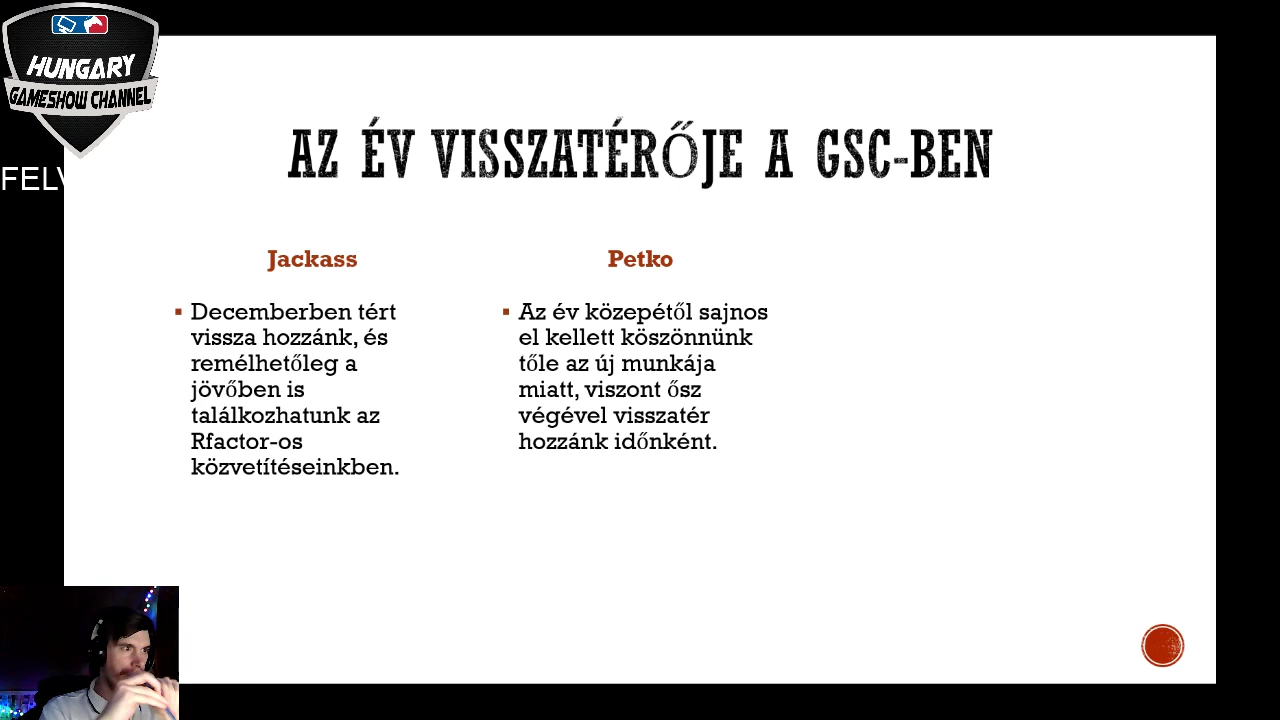 HUNGARY
GAMESHOW CHANNEL
AZ ÉV VISSZATÉRŐJE A GSC-BEN
Jackass
Decemberben tért
vissza hozzánk, és
remélhetőleg a
jövőben is
találkozhatunk az
Rfactor-os
közvetítéseinkben.
Petko
Az év közepétől sajnos
el kellett köszönnünk
tőle az új munkája
miatt, viszont ősz
végével visszatér
hozzánk időnként.